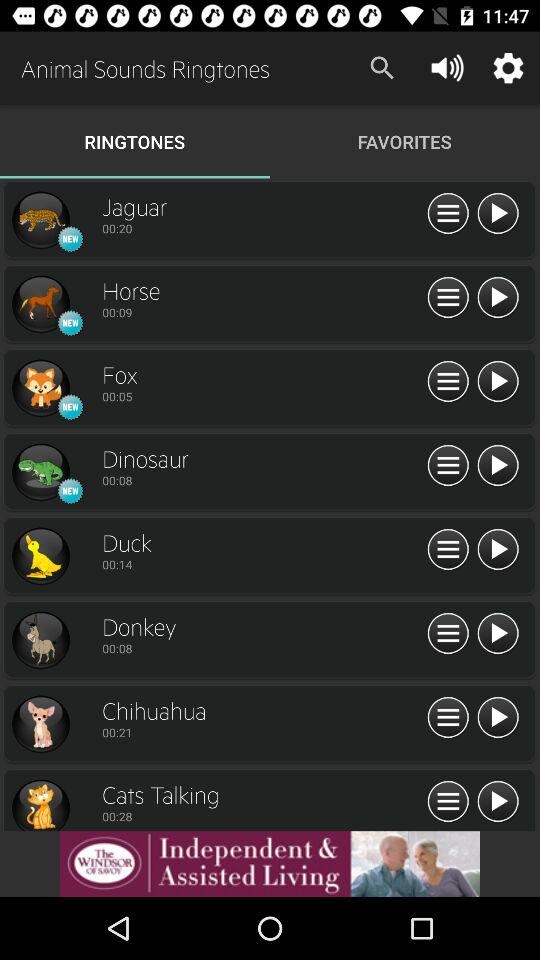 11:47
Animal Sounds Ringtones
RINGTONES
FAVORITES
Jaguar
00:20
NEW
Horse
00:09
NEW
Fox
00:05
NEW
Dinosaur
00:08
NEW
Duck
00:14
Donkey
00:08
Chihuahua
00:21
Cats Talking
00:28
The
WINDSOR
OF SAVOY
Independent &
Assisted Living